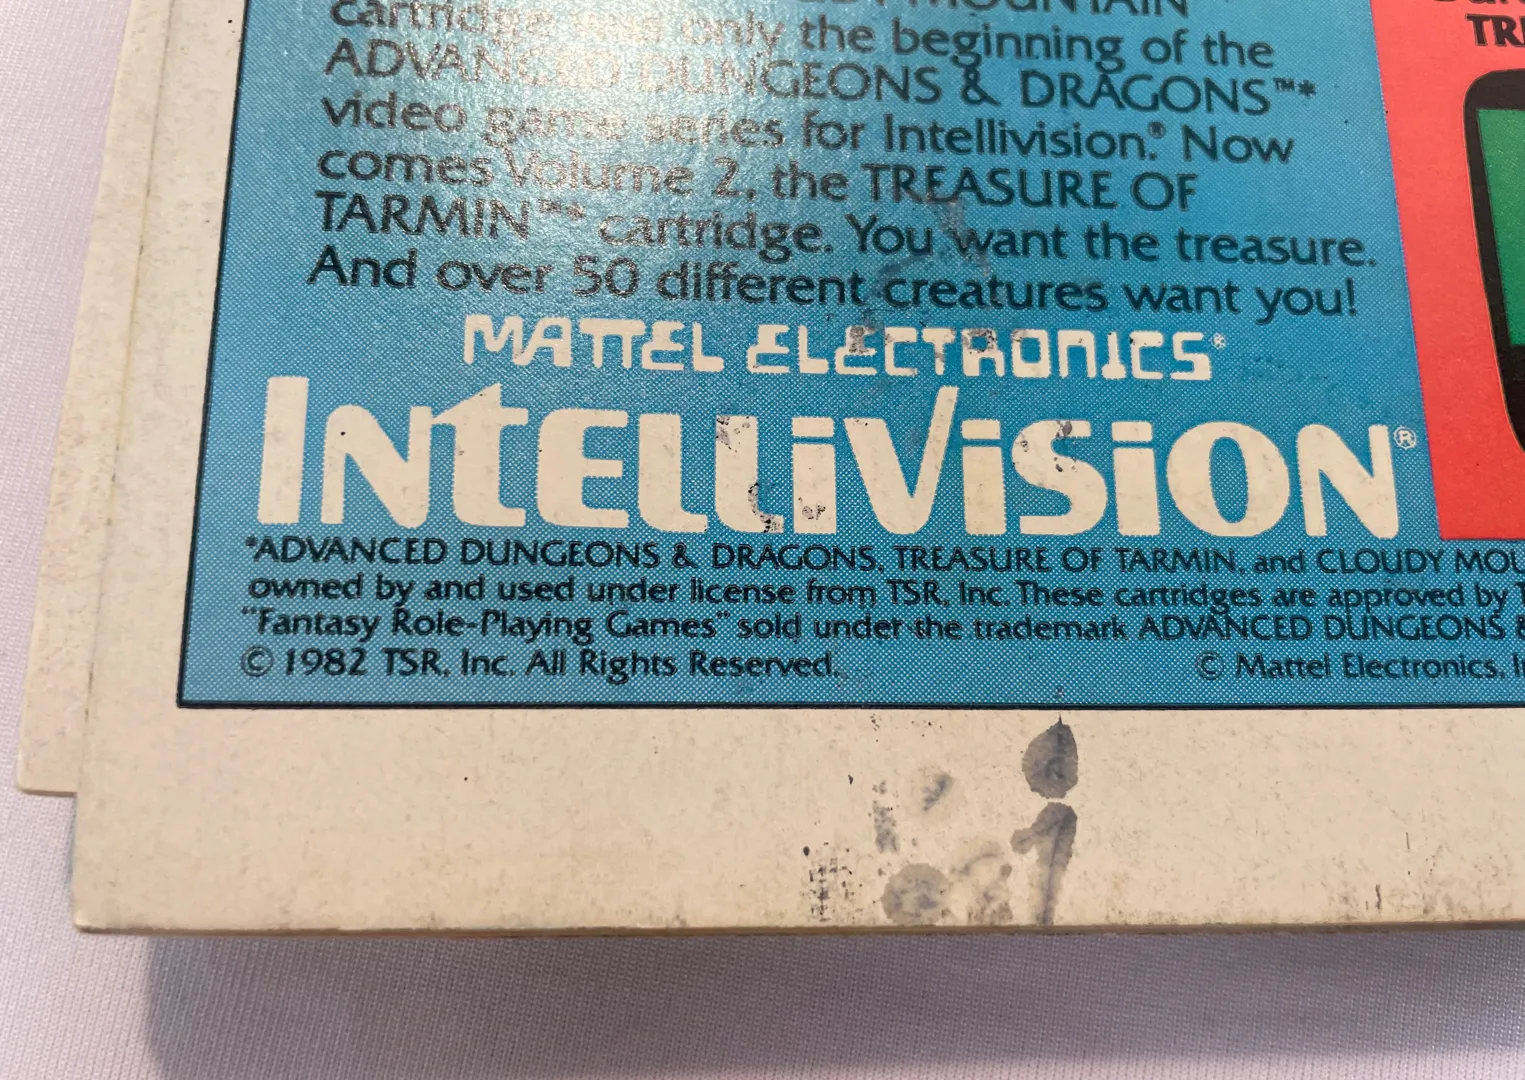 MOUNTAIN
cartridge was only the beginning of the
TR
ADVANCED DUNGEONS & DRAGONS™*
video game series for Intellivision.® Now
comes Volume 2, the TREASURE OF
TARMIN™* cartridge. You want the treasure.
And over 50 different creatures want you!
MATTEL ELECTRONICS®
INTELLIVISION®
*ADVANCED DUNGEONS & DRAGONS, TREASURE OF TARMIN, and CLOUDY MOU
owned by and used under license from TSR, Inc. These cartridges are approved by T
"Fantasy Role-Playing Games" sold under the trademark ADVANCED DUNGEONS &
© 1982 TSR, Inc. All Rights Reserved. © Mattel Electronics, I